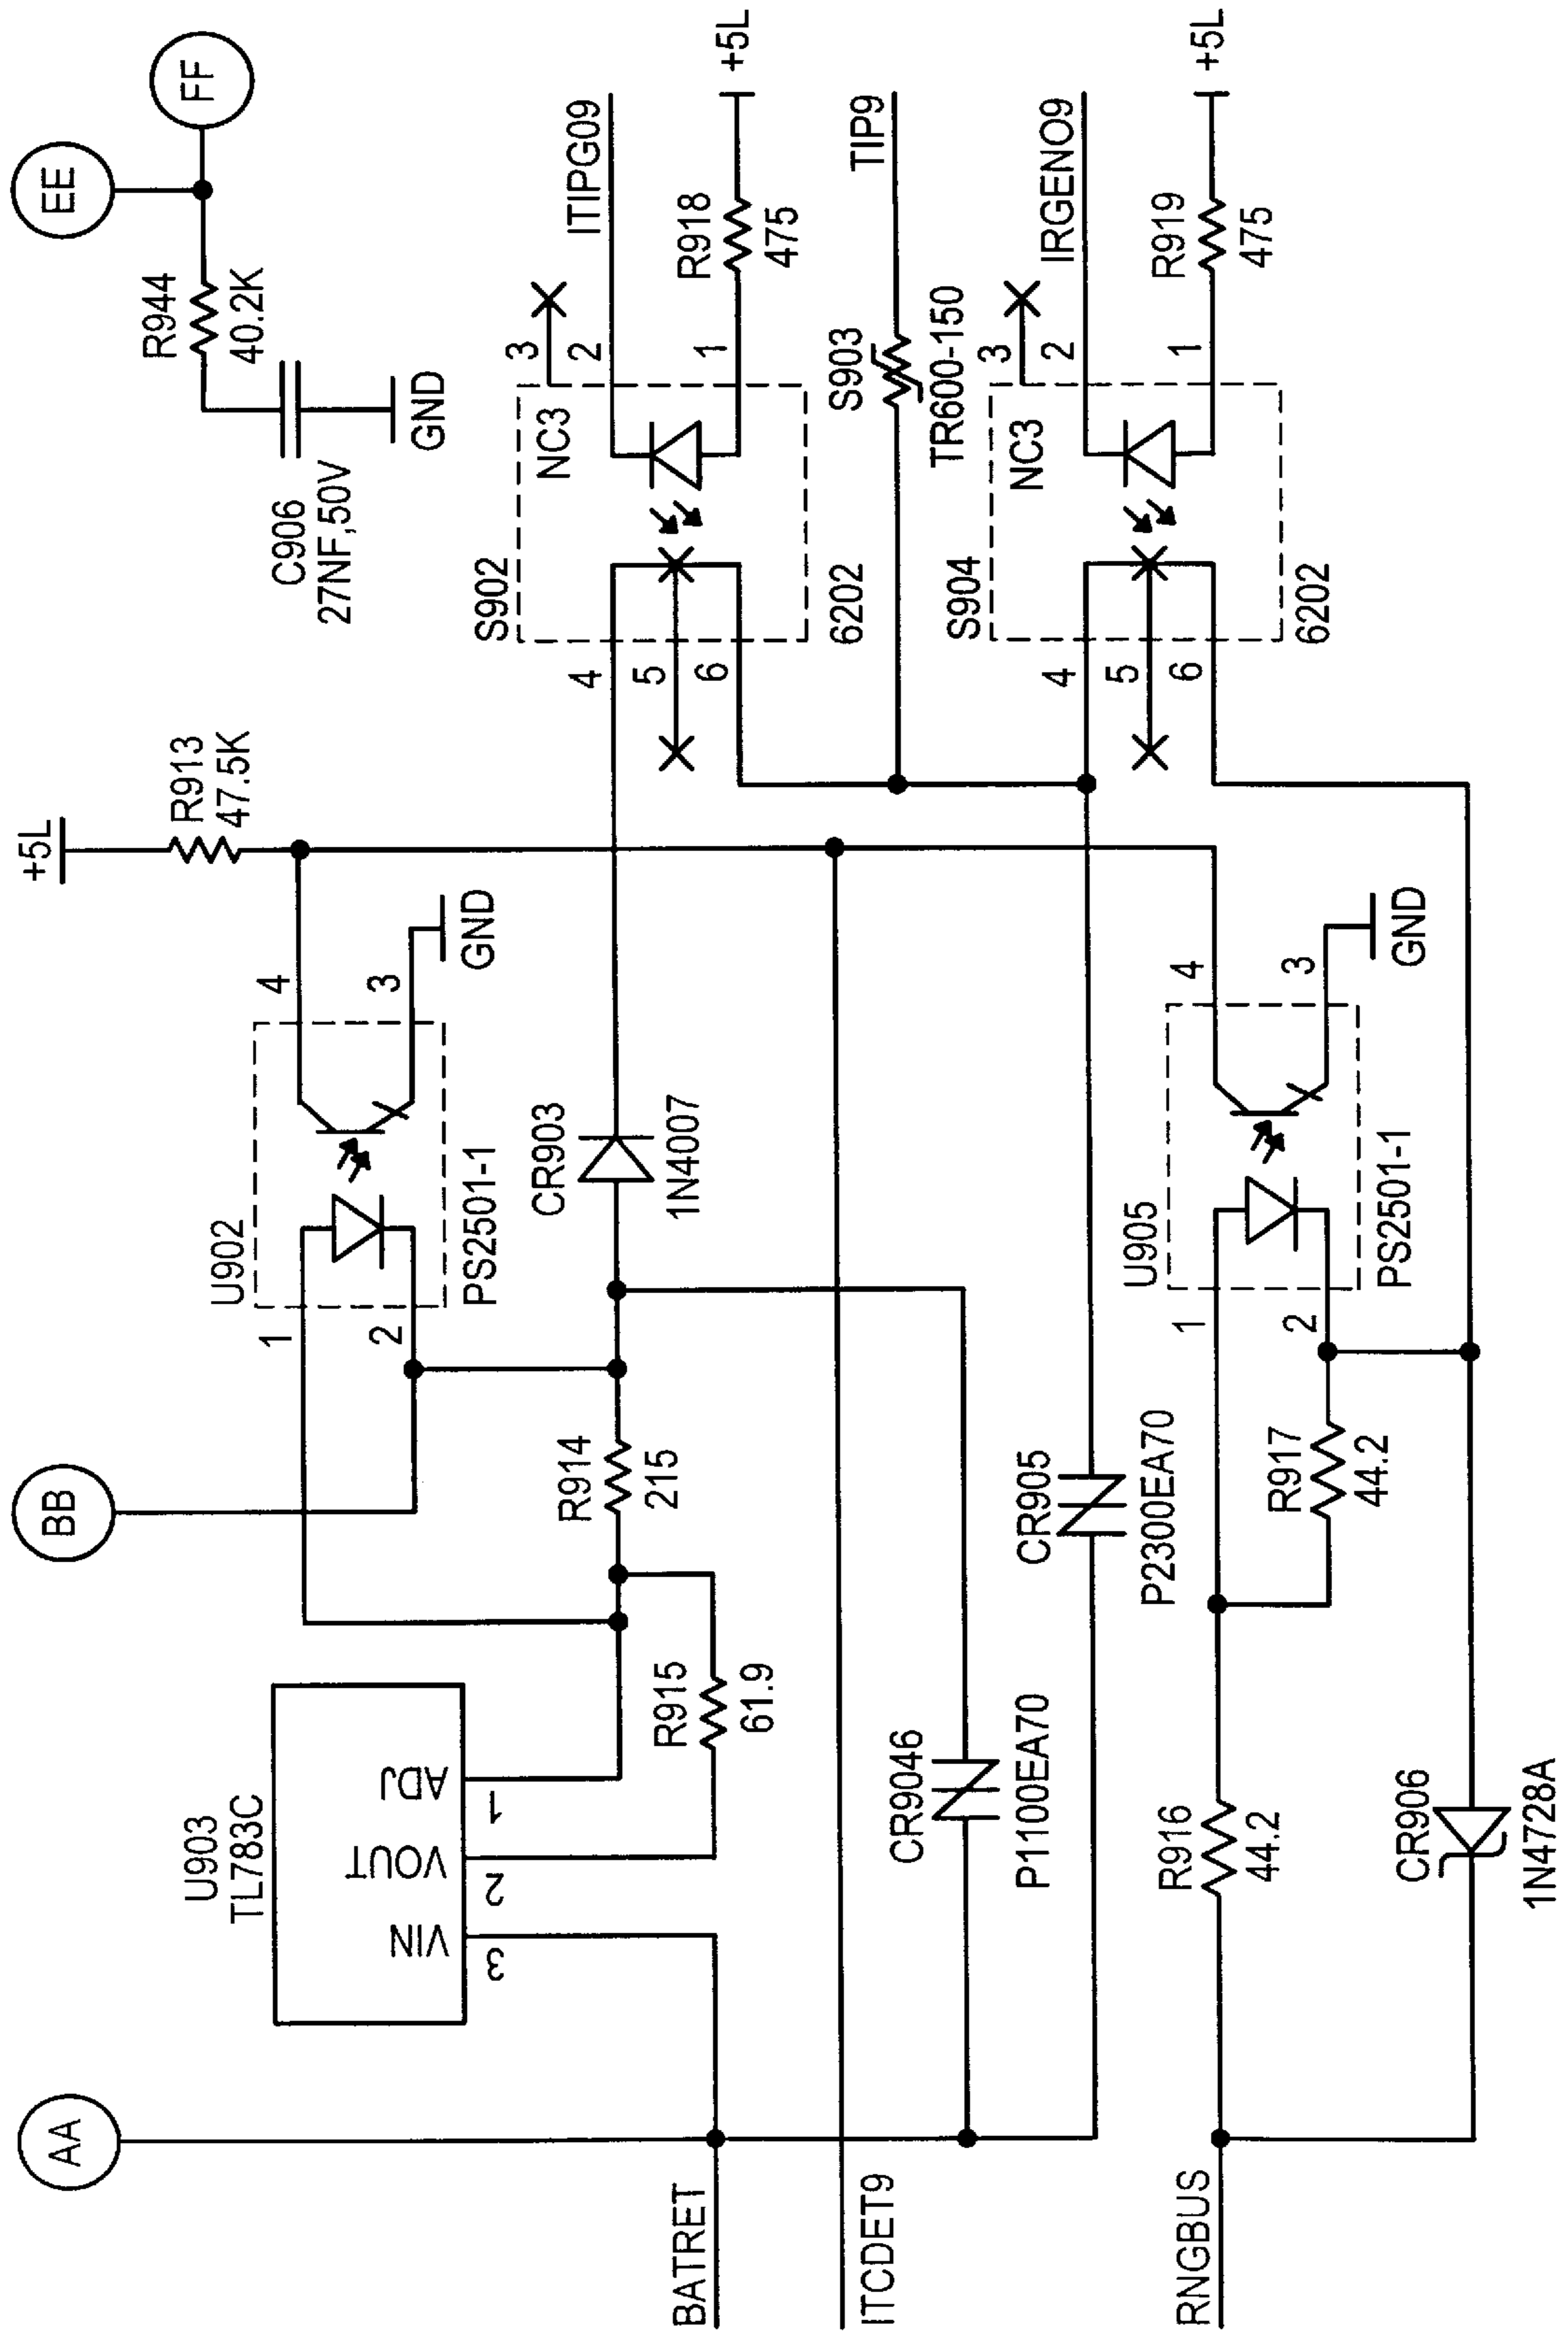 AA
BB
EE
FF
+5L
R913
47.5K
R944
40.2K
C906
27NF,50V
GND
U903
TL783C
VIN
VOUT
ADJ
3
2
1
U902
PS2501-1
1
2
4
3
GND
R914
215
R915
61.9
CR903
1N4007
S902
6202
NC3
4
5
6
3
2
1
ITIPG09
R918
475
+5L
BATRET
ITCDET9
CR9046
P1100EA70
CR905
P2300EA70
S903
TR600-150
TIP9
S904
6202
NC3
4
5
6
3
2
1
IRGENO9
R919
475
+5L
RNGBUS
R916
44.2
R917
44.2
U905
PS2501-1
1
2
4
3
GND
CR906
1N4728A